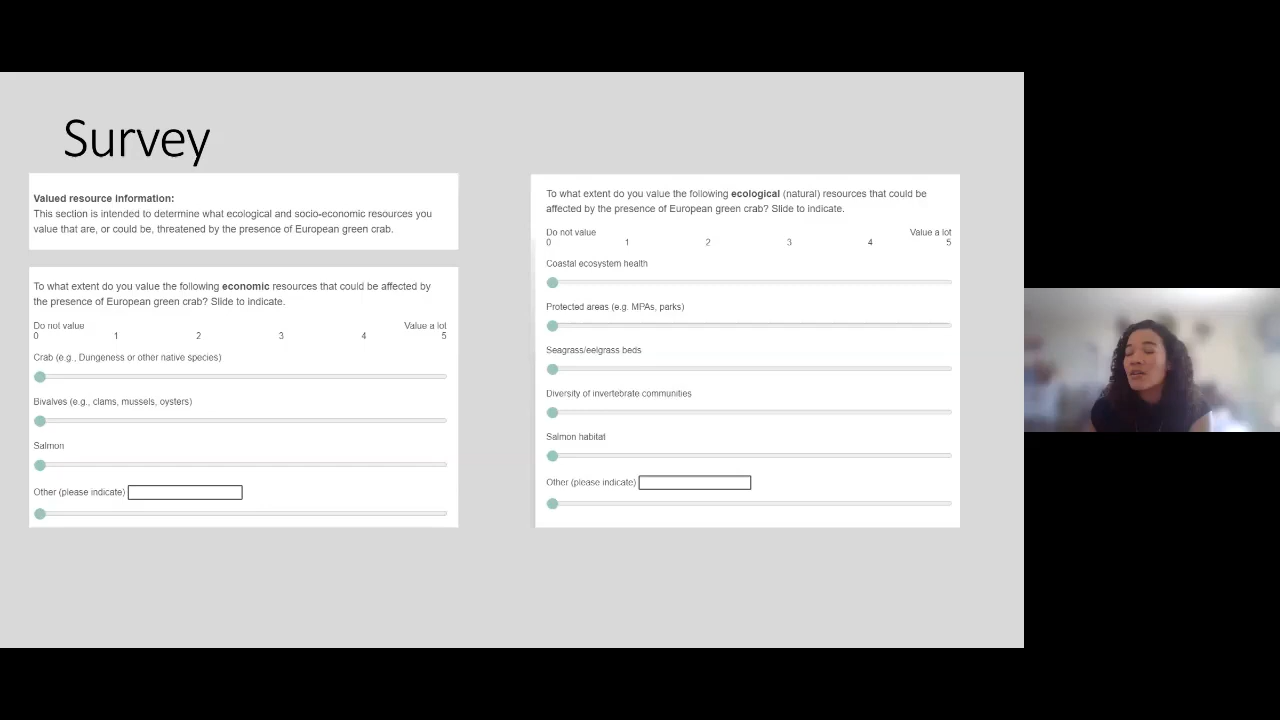 Survey
Valued resource information:
This section is intended to determine what ecological and socio-economic resources you
value that are, or could be, threatened by the presence of European green crab.
To what extent do you value the following economic resources that could be affected by
the presence of European green crab? Slide to indicate.
Do not value Value a lot
0 1 2 3 4 5
Crab (e.g., Dungeness or other native species)
Bivalves (e.g., clams, mussels, oysters)
Salmon
Other (please indicate)
To what extent do you value the following ecological (natural) resources that could be
affected by the presence of European green crab? Slide to indicate.
Do not value Value a lot
0 1 2 3 4 5
Coastal ecosystem health
Protected areas (e.g. MPAs, parks)
Seagrass/eelgrass beds
Diversity of invertebrate communities
Salmon habitat
Other (please indicate)